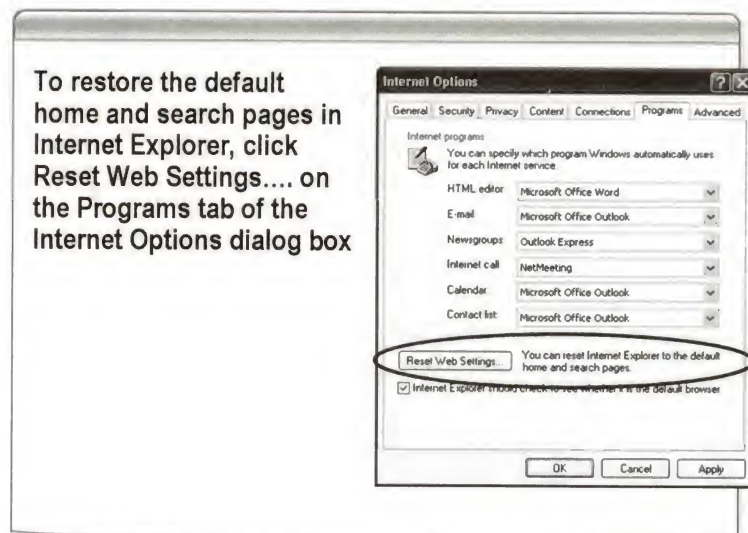 To restore the default
home and search pages in
Internet Explorer, click
Reset Web Settings.... on
the Programs tab of the
Internet Options dialog box
Internet Options
General Security Privacy Content Connections Programs Advanced
Internet programs
You can specify which program Windows automatically uses
for each Internet service.
HTML editor Microsoft Office Word
E-mail Microsoft Office Outlook
Newsgroups Outlook Express
Internet call NetMeeting
Calendar Microsoft Office Outlook
Contact list Microsoft Office Outlook
Reset Web Settings... You can reset Internet Explorer to the default
home and search pages.
Internet Explorer should check to see whether it is the default browser
OK Cancel Apply